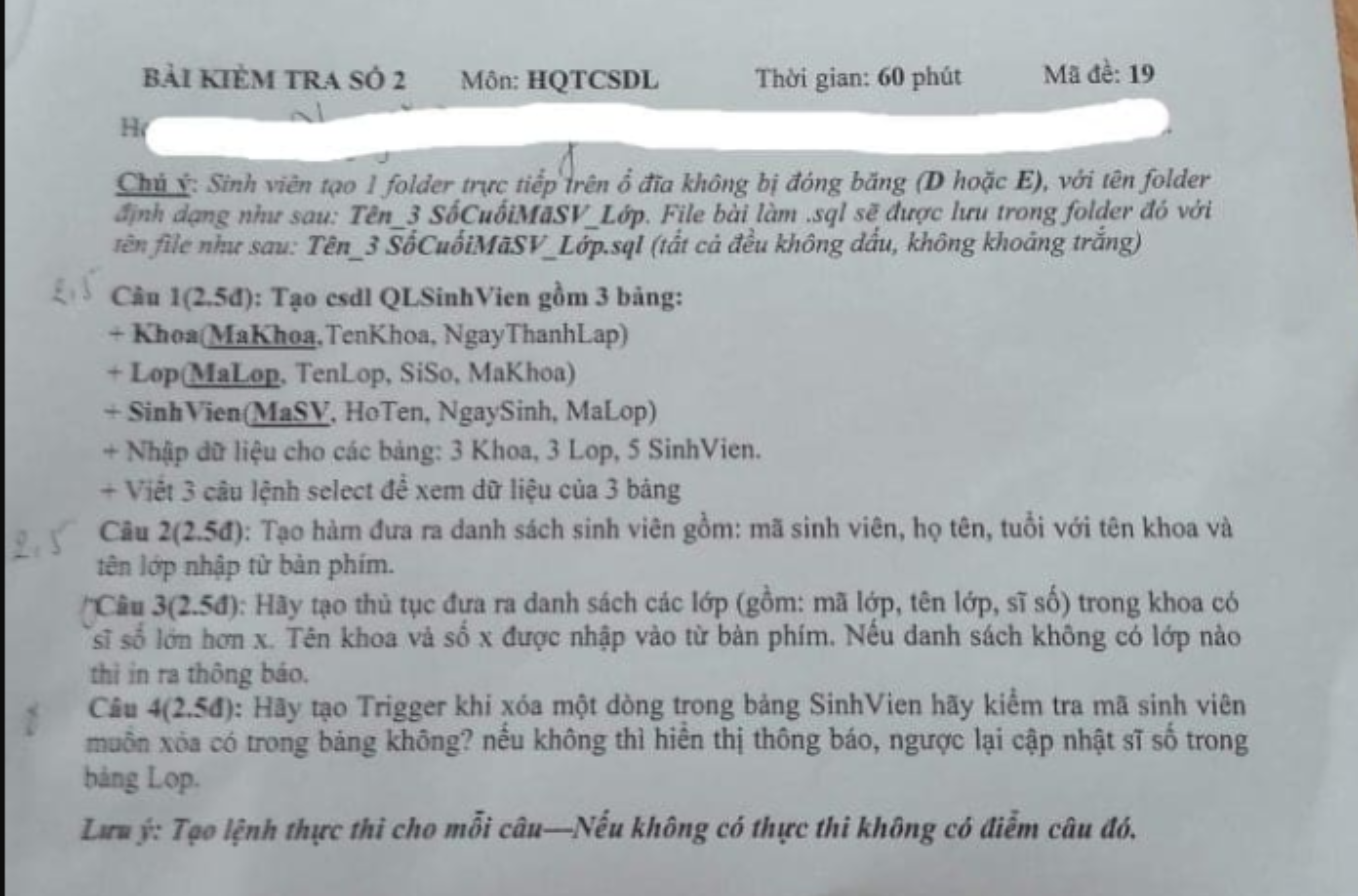 BÀI KIỂM TRA SỐ 2 Môn: HQTCSDL Thời gian: 60 phút Mã đề: 19
Chú ý: Sinh viên tạo 1 folder trực tiếp trên ổ đĩa không bị đóng băng (D hoặc E), với tên folder
định dạng như sau: Tên_3 SốCuốiMãSV_Lớp. File bài làm .sql sẽ được lưu trong folder đó với
tên file như sau: Tên_3 SốCuốiMãSV_Lớp.sql (tất cả đều không dấu, không khoảng trắng)
2,5 Câu 1(2.5đ): Tạo csdl QLSinhVien gồm 3 bảng:
+ Khoa(MaKhoa,TenKhoa, NgayThanhLap)
+ Lop(MaLop, TenLop, SiSo, MaKhoa)
+ SinhVien(MaSV, HoTen, NgaySinh, MaLop)
+ Nhập dữ liệu cho các bảng: 3 Khoa, 3 Lop, 5 SinhVien.
+ Viết 3 câu lệnh select để xem dữ liệu của 3 bảng
2,5 Câu 2(2.5đ): Tạo hàm đưa ra danh sách sinh viên gồm: mã sinh viên, họ tên, tuổi với tên khoa và
tên lớp nhập từ bàn phím.
Câu 3(2.5đ): Hãy tạo thủ tục đưa ra danh sách các lớp (gồm: mã lớp, tên lớp, sĩ số) trong khoa có
sĩ số lớn hơn x. Tên khoa và số x được nhập vào từ bàn phím. Nếu danh sách không có lớp nào
thì in ra thông báo.
Câu 4(2.5đ): Hãy tạo Trigger khi xóa một dòng trong bảng SinhVien hãy kiểm tra mã sinh viên
muốn xóa có trong bảng không? nếu không thì hiển thị thông báo, ngược lại cập nhật sĩ số trong
bảng Lop.
Lưu ý: Tạo lệnh thực thi cho mỗi câu—Nếu không có thực thi không có điểm câu đó.